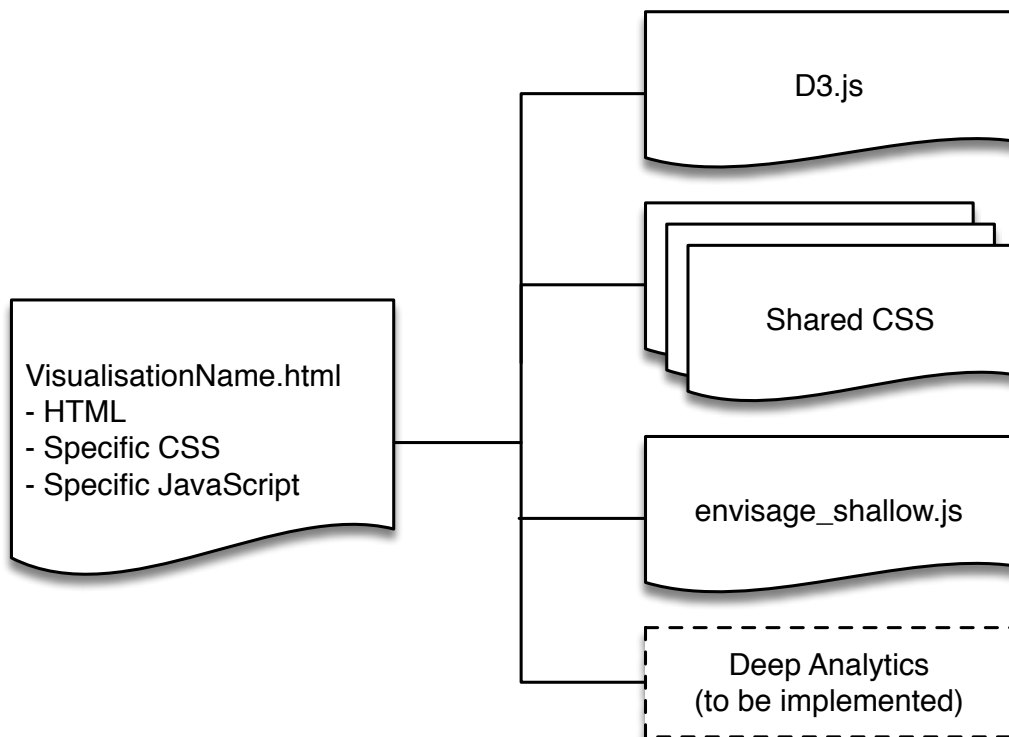 D3.js
Shared CSS
VisualisationName.html
- HTML
- Specific CSS
- Specific JavaScript
envisage_shallow.js
Deep Analytics
(to be implemented)